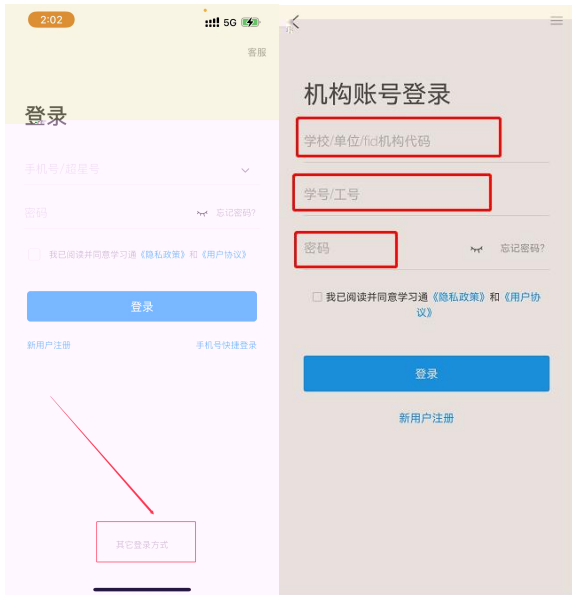 2:02
5G
客服
登录
手机号/超星号
密码
忘记密码?
我已阅读并同意学习通《隐私政策》和《用户协议》
登录
新用户注册
手机号快捷登录
其它登录方式
机构账号登录
学校/单位/fid机构代码
学号/工号
密码
忘记密码?
我已阅读并同意学习通《隐私政策》和《用户协
议》
登录
新用户注册